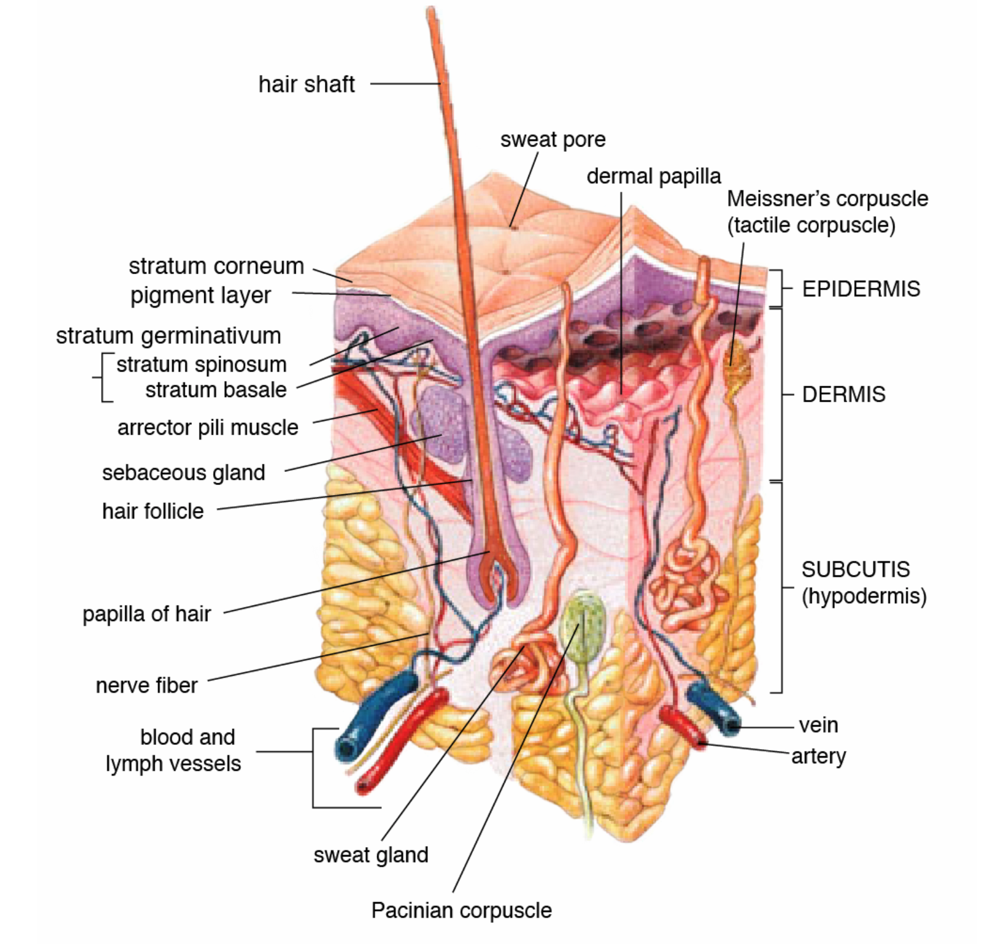 hair shaft
sweat pore
dermal papilla
Meissner’s corpuscle
(tactile corpuscle)
stratum corneum
pigment layer
EPIDERMIS
stratum germinativum
stratum spinosum
stratum basale
DERMIS
arrector pili muscle
sebaceous gland
hair follicle
SUBCUTIS
(hypodermis)
papilla of hair
nerve fiber
blood and
lymph vessels
vein
artery
sweat gland
Pacinian corpuscle